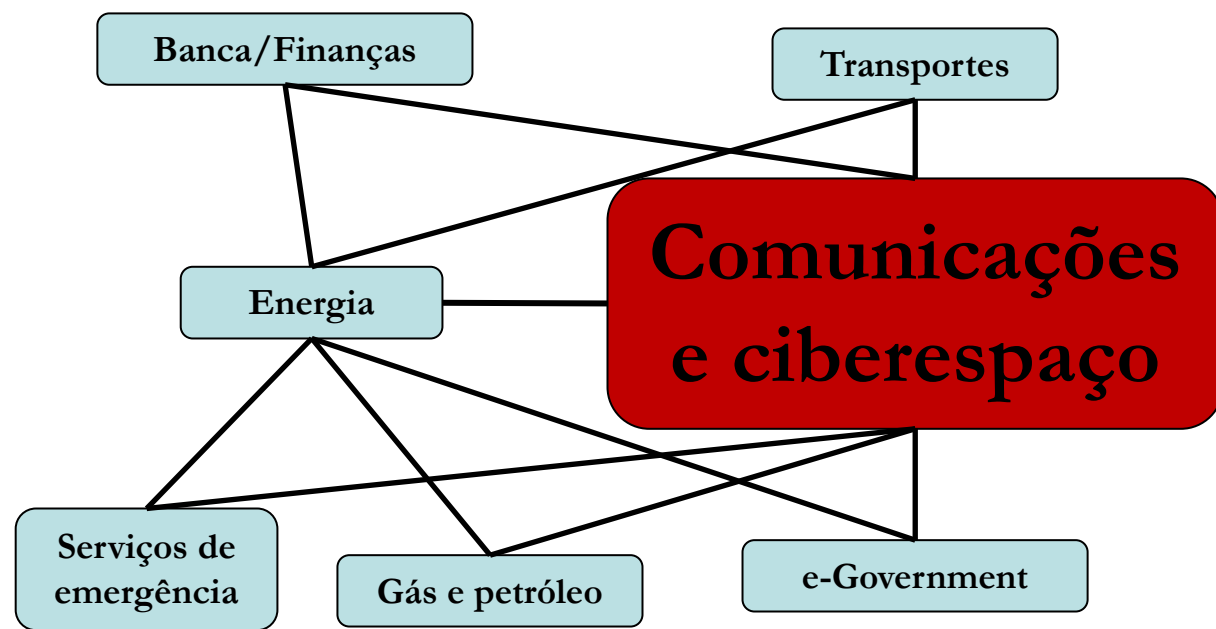 Banca/Finanças
Transportes
Comunicações
e ciberespaço
Energia
Serviços de
emergência
Gás e petróleo
e-Government